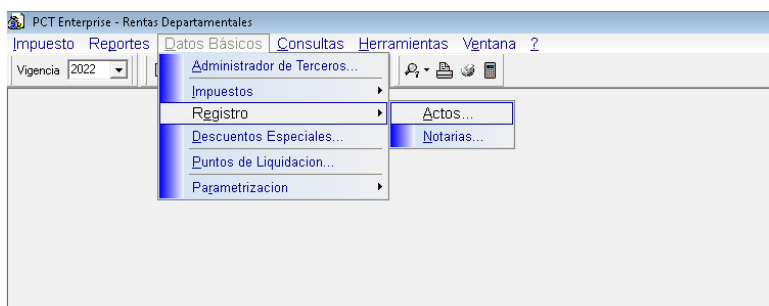 PCT Enterprise - Rentas Departamentales
Impuesto Reportes Datos Básicos Consultas Herramientas Ventana ?
Vigencia 2022
Administrador de Terceros...
Impuestos
Registro
Actos...
Descuentos Especiales...
Notarias...
Puntos de Liquidacion...
Parametrizacion